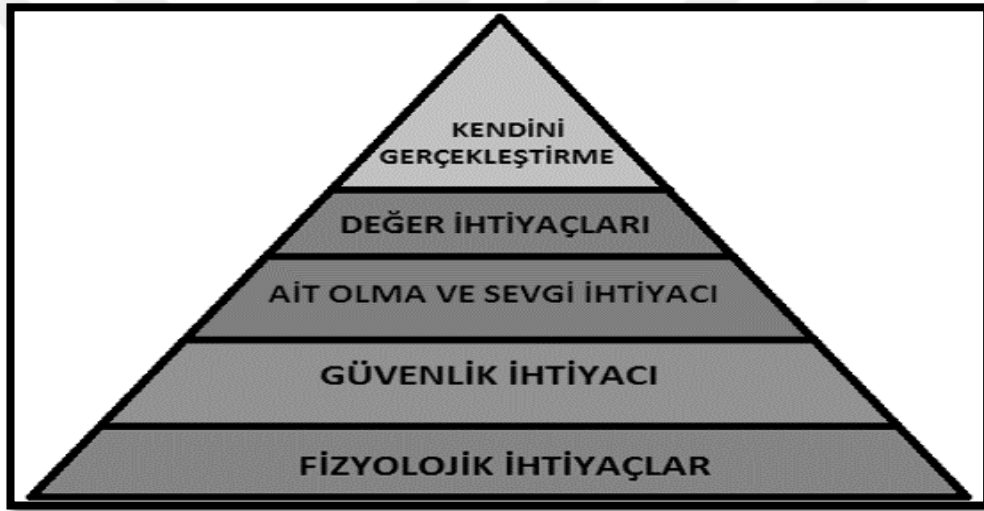 KENDİNİ
GERÇEKLEŞTİRME
DEĞER İHTİYAÇLARI
AİT OLMA VE SEVGİ İHTİYACI
GÜVENLİK İHTİYACI
FİZYOLOJİK İHTİYAÇLAR